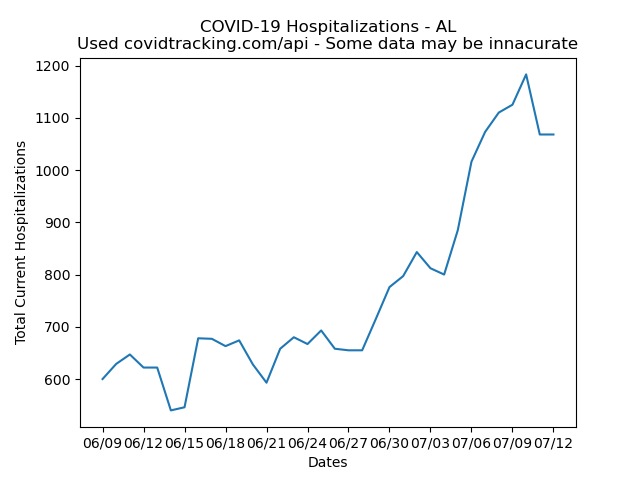 COVID-19 Hospitalizations - AL
Used covidtracking.com/api - Some data may be innacurate
1200
1100
1000
900
800
700
600
Total Current Hospitalizations
06/09 06/12 06/15 06/18 06/21 06/24 06/27 06/30 07/03 07/06 07/09 07/12
Dates